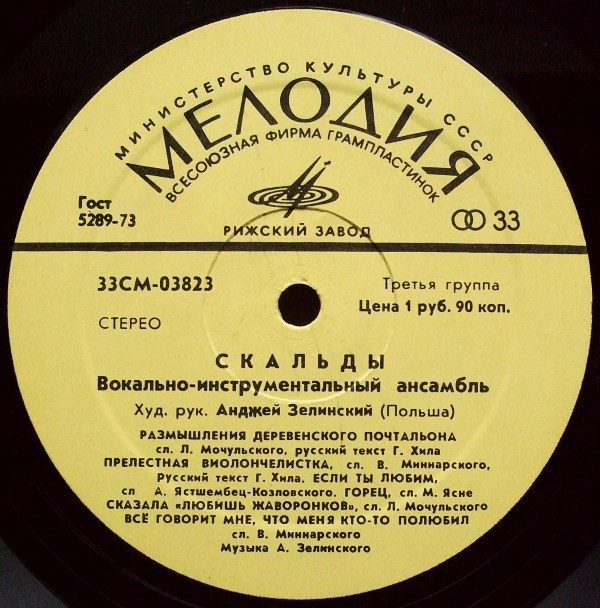 МИНИСТЕРСТВО КУЛЬТУРЫ СССР
МЕЛОДИЯ
ВСЕСОЮЗНАЯ ФИРМА ГРАМПЛАСТИНОК
Гост
5289-73
РИЖСКИЙ ЗАВОД
33
33СМ-03823
Третья группа
Цена 1 руб. 90 коп.
СТЕРЕО
СКАЛЬДЫ
Вокально-инструментальный ансамбль
Худ. рук. Анджей Зелинский (Польша)
РАЗМЫШЛЕНИЯ ДЕРЕВЕНСКОГО ПОЧТАЛЬОНА
сл. Л. Мочульского, русский текст Г. Хила
ПРЕЛЕСТНАЯ ВИОЛОНЧЕЛИСТКА, сл. В. Миннарского,
Русский текст Г. Хила. ЕСЛИ ТЫ ЛЮБИМ,
сл А. Ястшембец-Козловского. ГОРЕЦ, сл. М. Ясне
СКАЗАЛА «ЛЮБИШЬ ЖАВОРОНКОВ», сл. Л. Мочульского
ВСЁ ГОВОРИТ МНЕ, ЧТО МЕНЯ КТО-ТО ПОЛЮБИЛ
сл. В. Миннарского
Музыка А. Зелинского